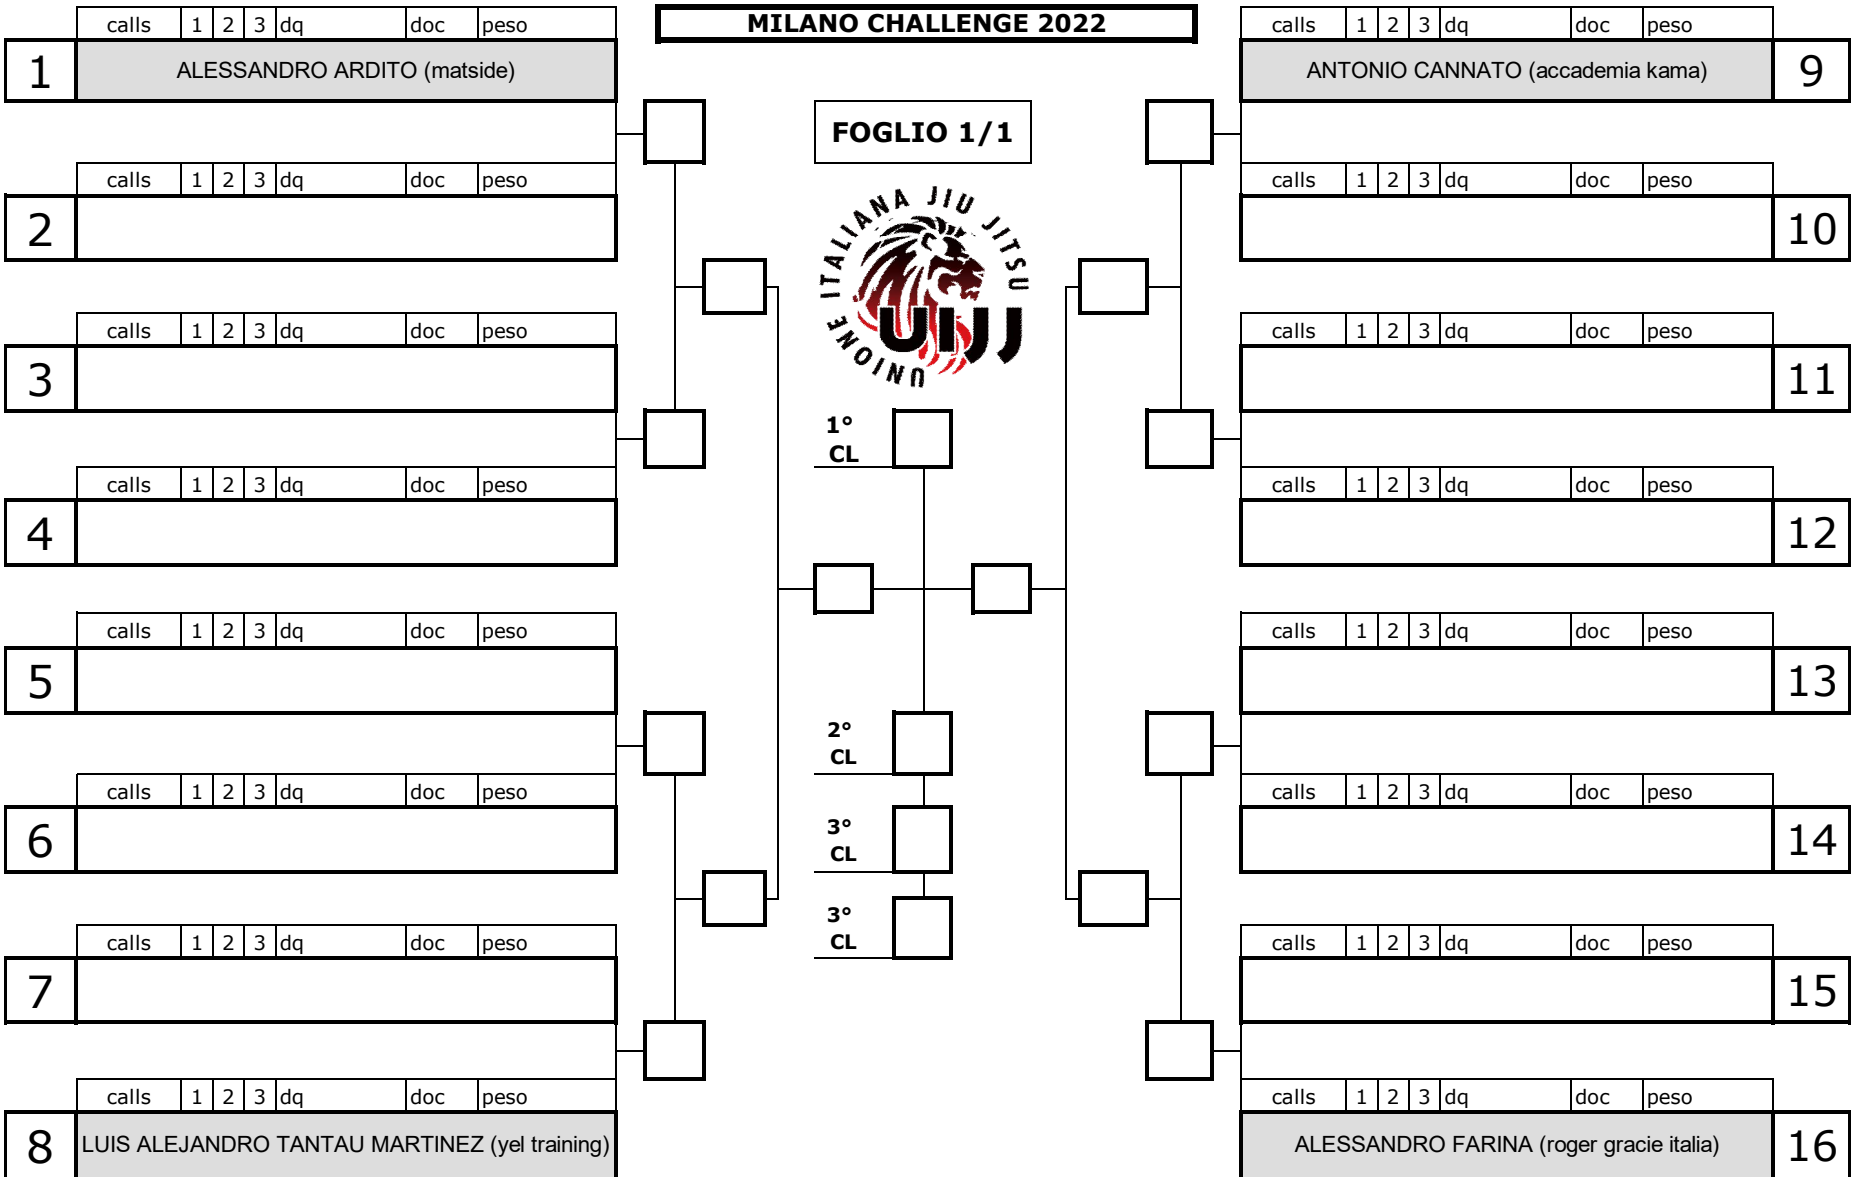 MILANO CHALLENGE 2022
calls 1 2 3 dq doc peso
1 ALESSANDRO ARDITO (matside)
calls 1 2 3 dq doc peso
2
calls 1 2 3 dq doc peso
3
calls 1 2 3 dq doc peso
4
calls 1 2 3 dq doc peso
5
calls 1 2 3 dq doc peso
6
calls 1 2 3 dq doc peso
7
calls 1 2 3 dq doc peso
8 LUIS ALEJANDRO TANTAU MARTINEZ (yel training)
FOGLIO 1/1
UNIONE ITALIANA JIU JITSU
UIJJ
1°
CL
2°
CL
3°
CL
3°
CL
calls 1 2 3 dq doc peso
ANTONIO CANNATO (accademia kama) 9
calls 1 2 3 dq doc peso
10
calls 1 2 3 dq doc peso
11
calls 1 2 3 dq doc peso
12
calls 1 2 3 dq doc peso
13
calls 1 2 3 dq doc peso
14
calls 1 2 3 dq doc peso
15
calls 1 2 3 dq doc peso
ALESSANDRO FARINA (roger gracie italia) 16